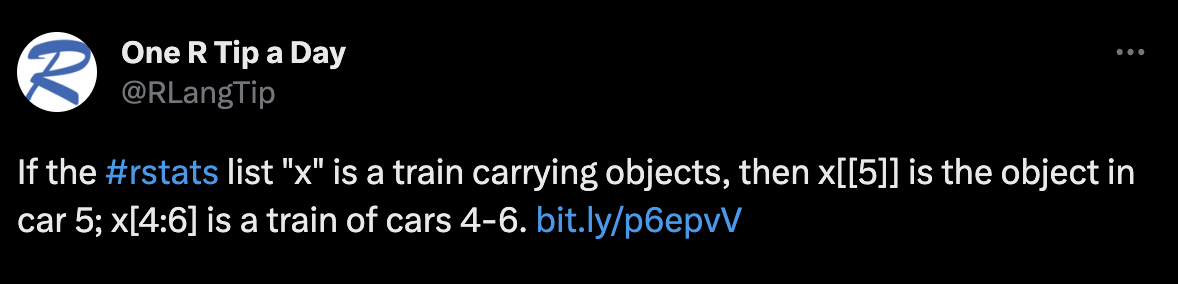 One R Tip a Day
@RLangTip
If the #rstats list "x" is a train carrying objects, then x[[5]] is the object in
car 5; x[4:6] is a train of cars 4-6. bit.ly/p6epvV